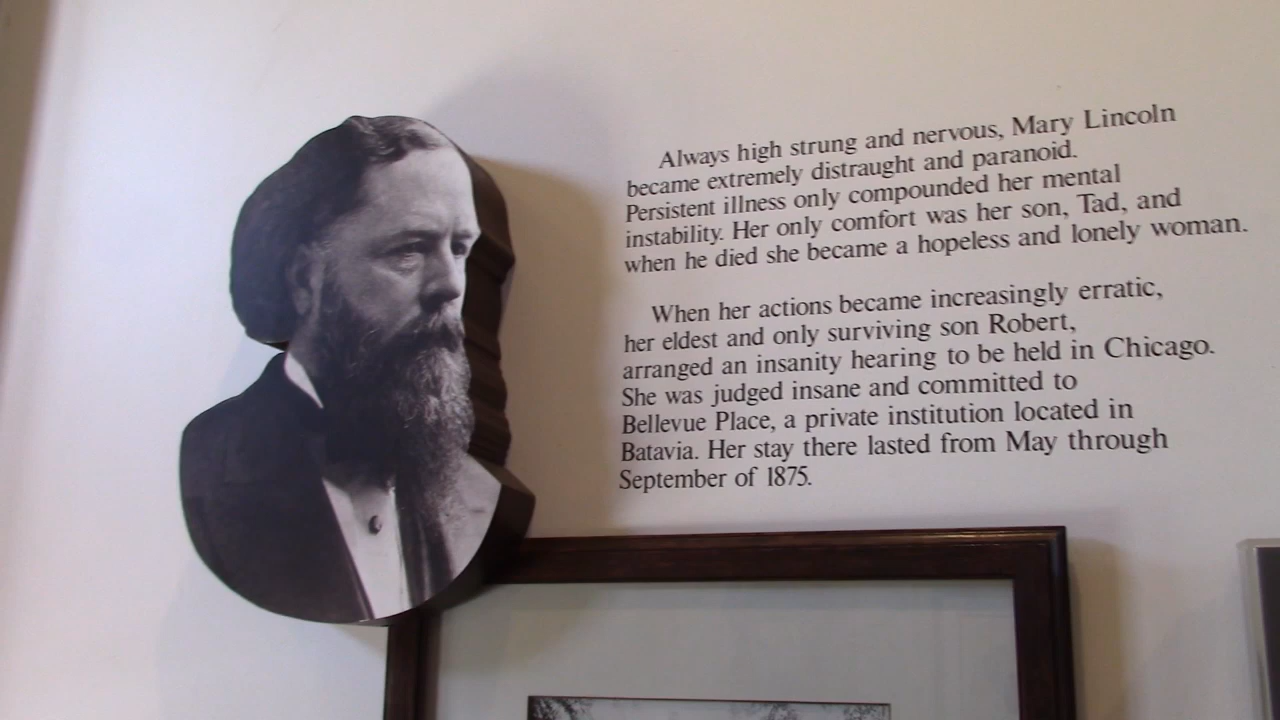 Always high strung and nervous, Mary Lincoln
became extremely distraught and paranoid.
Persistent illness only compounded her mental
instability. Her only comfort was her son, Tad, and
when he died she became a hopeless and lonely woman.
When her actions became increasingly erratic,
her eldest and only surviving son Robert,
arranged an insanity hearing to be held in Chicago.
She was judged insane and committed to
Bellevue Place, a private institution located in
Batavia. Her stay there lasted from May through
September of 1875.